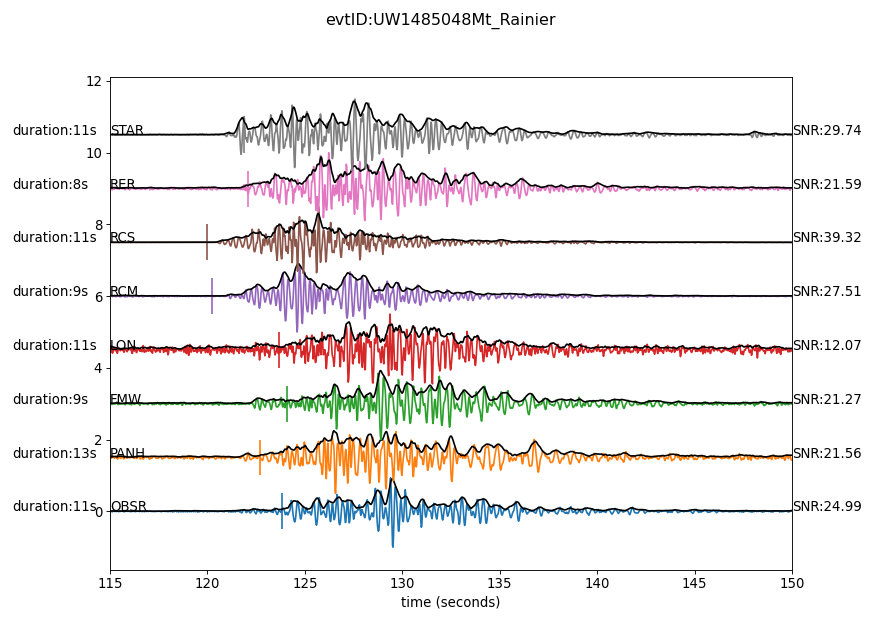 evtID:UW1485048Mt_Rainier
12
duration:11s STAR SNR:29.74
10
duration:8s RER SNR:21.59
8
duration:11s RCS SNR:39.32
duration:9s RCM SNR:27.51
6
duration:11s LON SNR:12.07
4
duration:9s FMW SNR:21.27
2
duration:13s PANH SNR:21.56
duration:11s OBSR SNR:24.99
0
115 120 125 130 135 140 145 150
time (seconds)